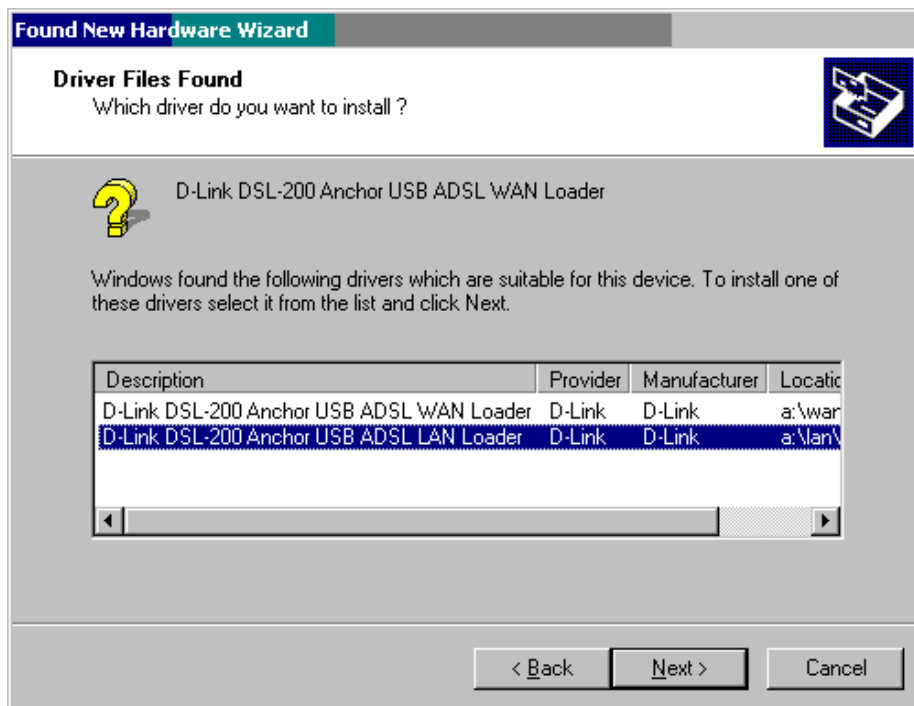 Found New Hardware Wizard
Driver Files Found
Which driver do you want to install ?
D-Link DSL-200 Anchor USB ADSL WAN Loader
Windows found the following drivers which are suitable for this device. To install one of
these drivers select it from the list and click Next.
Description Provider Manufacturer Locatic
D-Link DSL-200 Anchor USB ADSL WAN Loader D-Link D-Link a:\war
D-Link DSL-200 Anchor USB ADSL LAN Loader D-Link D-Link a:\lan\
< Back Next > Cancel